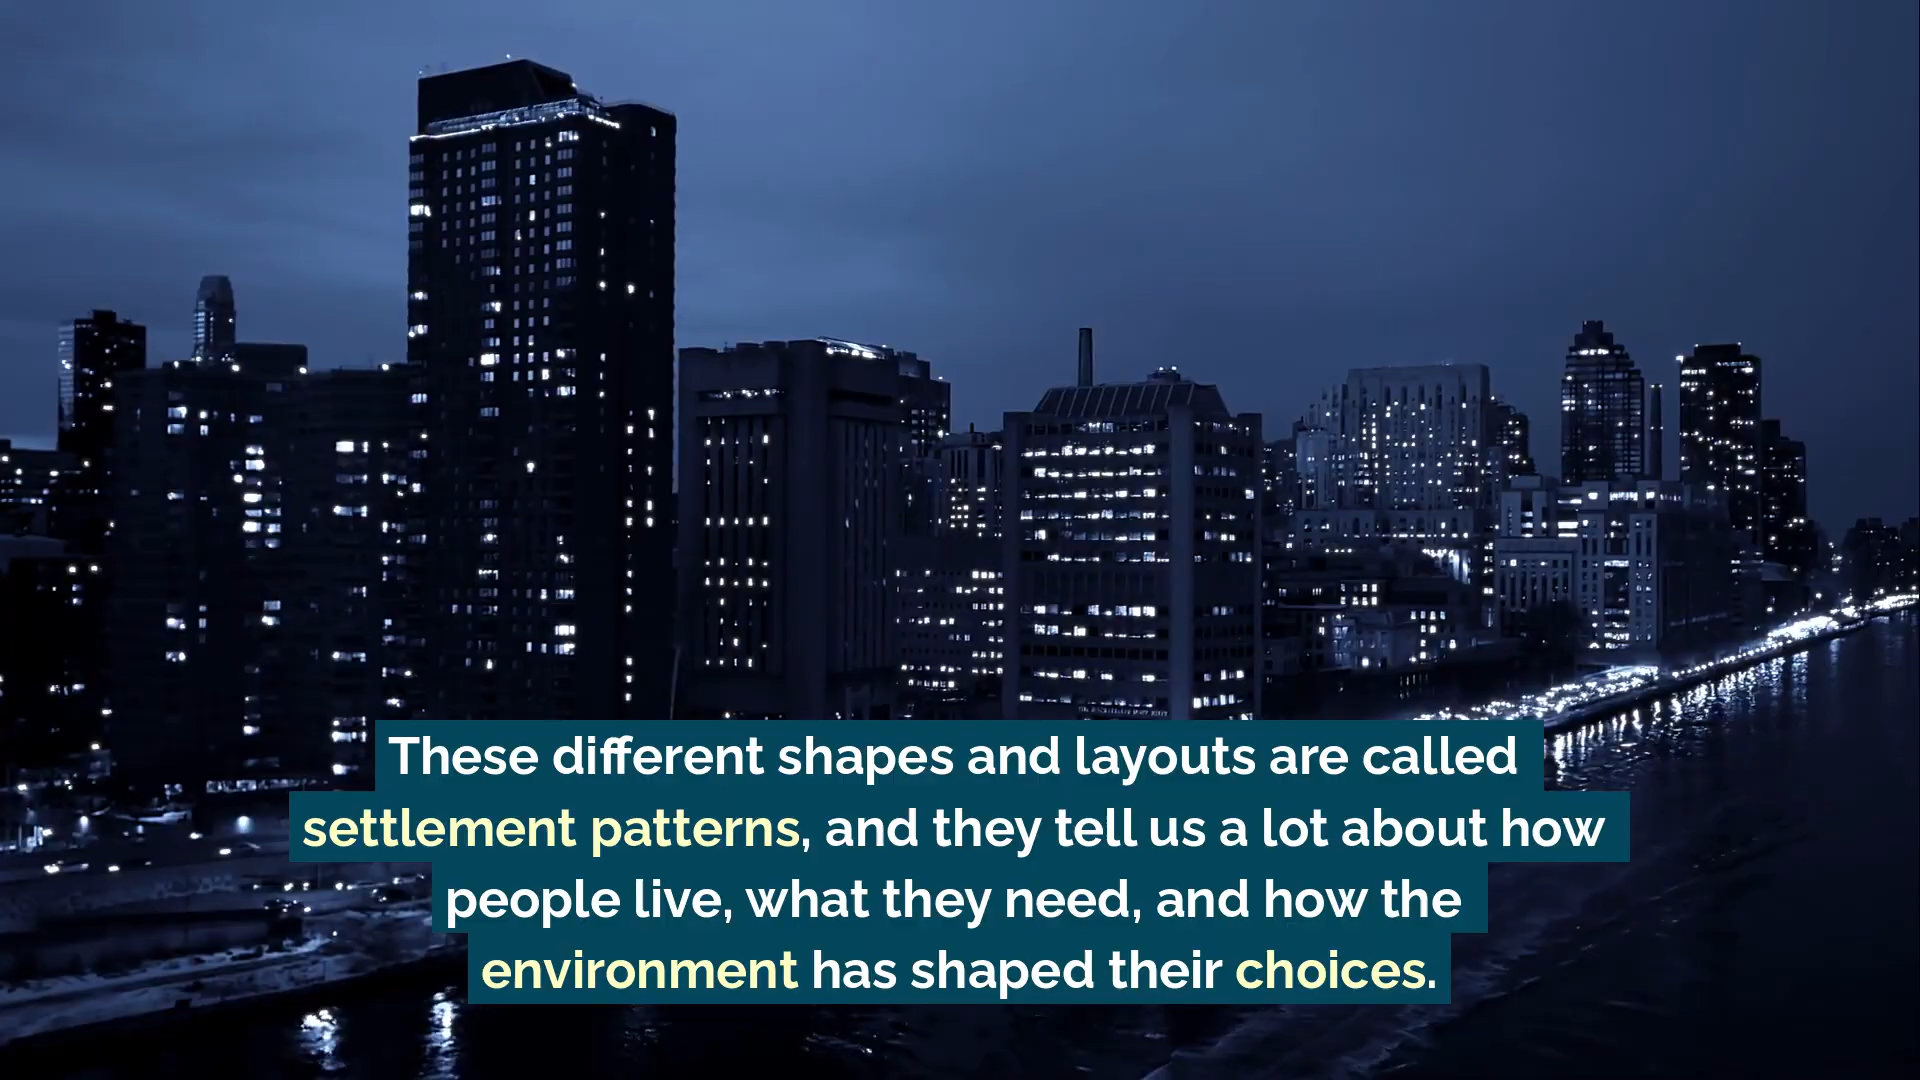 These different shapes and layouts are called
settlement patterns, and they tell us a lot about how
people live, what they need, and how the
environment has shaped their choices.